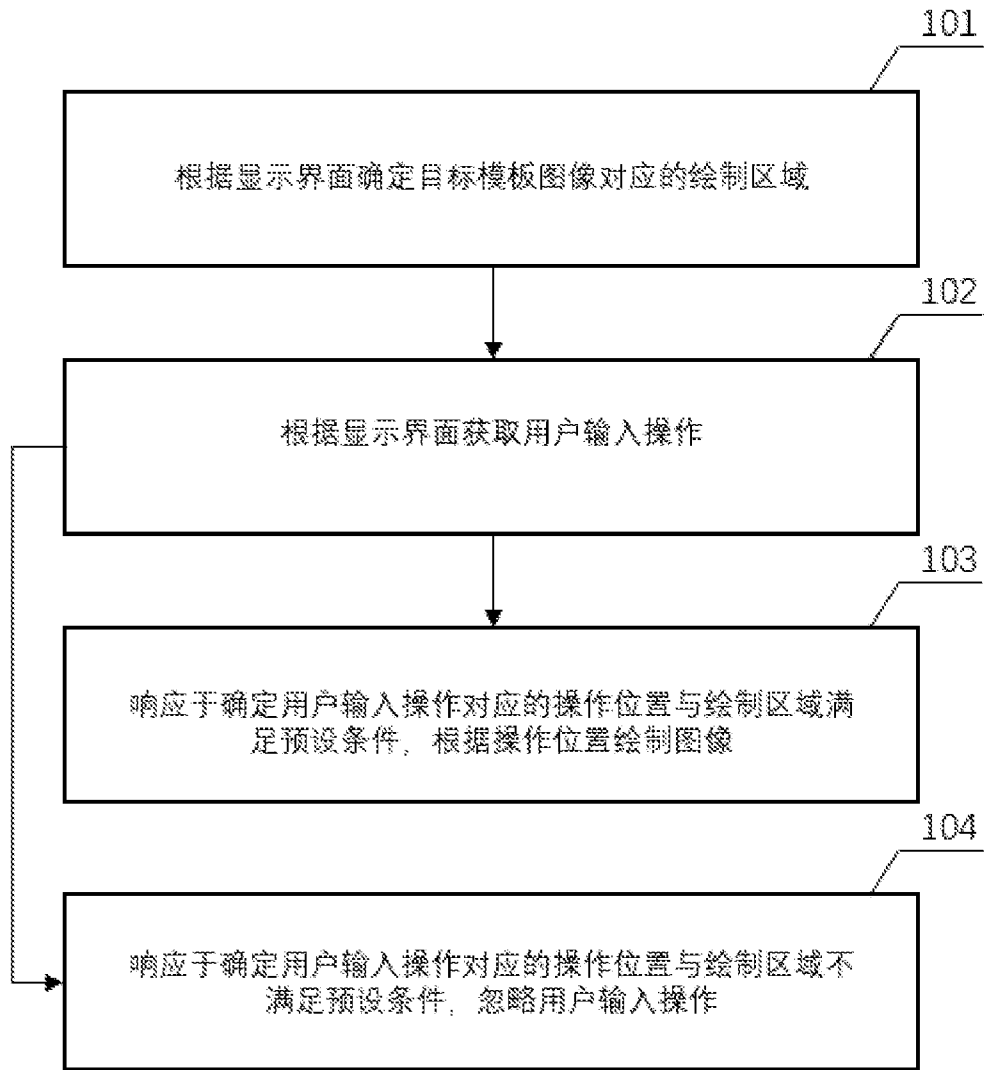 101
根据显示界面确定目标模板图像对应的绘制区域
102
根据显示界面获取用户输入操作
103
响应于确定用户输入操作对应的操作位置与绘制区域满
足预设条件，根据操作位置绘制图像
104
响应于确定用户输入操作对应的操作位置与绘制区域不
满足预设条件，忽略用户输入操作